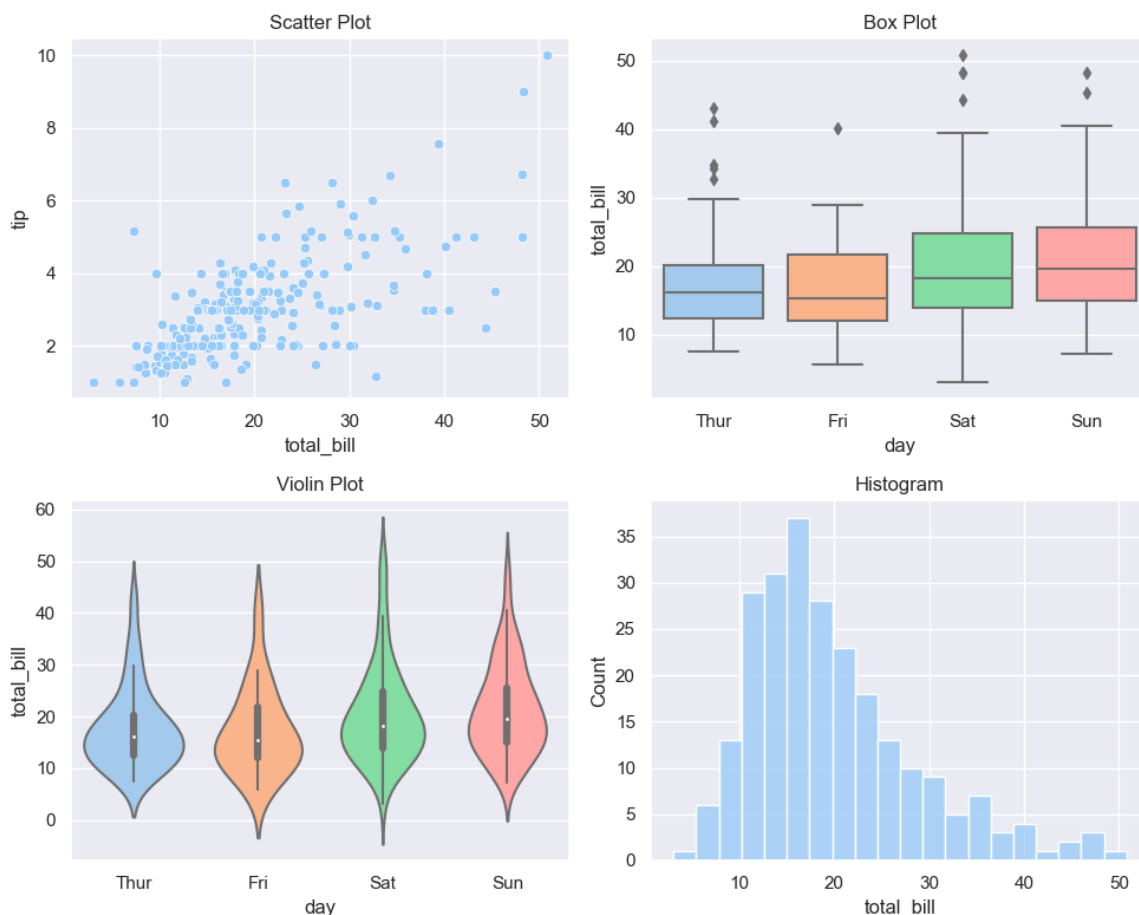 Scatter Plot
10
8
6
4
2
tip
10 20 30 40 50
total_bill
Box Plot
50
40
30
20
10
total_bill
Thur Fri Sat Sun
day
Violin Plot
60
50
40
30
20
10
0
total_bill
Thur Fri Sat Sun
day
Histogram
35
30
25
20
15
10
5
0
Count
10 20 30 40 50
total_bill